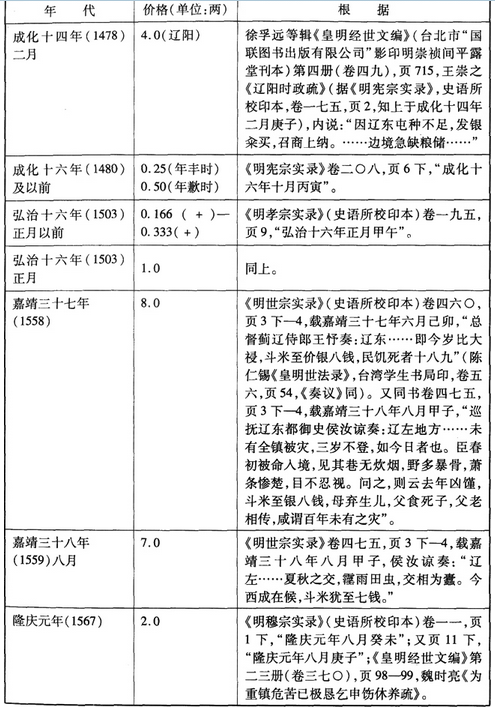 年 代 价格(单位:两) 根 据
成化十四年(1478) 4.0(辽阳) 徐孚远等辑《皇明经世文编》(台北市“国
二月 联图书出版有限公司”影印明崇祯间平露
堂刊本)第四册(卷四九),页715,王崇之
《辽阳时政疏》(据《明宪宗实录》,史语所
校印本,卷一七五,页2,知上于成化十四年
二月庚子),内说:“因辽东屯种不足,发银
籴买,召商上纳。……边境急缺粮储……”
成化十六年(1480) 0.25(年丰时) 《明宪宗实录》卷二〇八,页6下,“成化十
及以前 0.50(年歉时) 六年十月丙寅”。
弘治十六年(1503) 0.166 (+)— 《明孝宗实录》(史语所校印本)卷一九五,
正月以前 0.333(+) 页9,“弘治十六年正月甲午”。
弘治十六年(1503) 1.0 同上。
正月
嘉靖三十七年 8.0 《明世宗实录》(史语所校印本)卷四六〇,
(1558) 页3下—4,载嘉靖三十七年六月己卯,“总
督蓟辽侍郎王忬奏:辽东……即今岁比大
祲,斗米至价银八钱,民饥死者十八九”(陈
仁锡《皇明世法录》,台湾学生书局印,卷五
六,页54,《奏议》同)。又同书卷四七五,
页3下—4,载嘉靖三十八年八月甲子,“巡
抚辽东都御史侯汝谅奏:辽左地方……未
有全镇被灾,三岁不登,如今日者也。臣春
初被命入境,见其巷无炊烟,野多暴骨,萧
条惨楚,目不忍视。问之,则云去年凶馑,
斗米至银八钱,母弃生儿,父食死子,父老
相传,咸谓百年未有之灾”。
嘉靖三十八年 7.0 《明世宗实录》卷四七五,页3下—4,载嘉
(1559)八月 靖三十八年八月甲子,侯汝谅奏:“辽
左……夏秋之交,霪雨田虫,交相为蠹。今
西成在候,斗米犹至七钱。”
隆庆元年(1567) 2.0 《明穆宗实录》(史语所校印本)卷一一,页
1下,“隆庆元年八月癸未”;又页11下,
“隆庆元年八月庚子”;《皇明经世文编》第
二三册(卷三七〇),页98—99,魏时亮《为
重镇危苦已极恳乞申饬休养疏》。